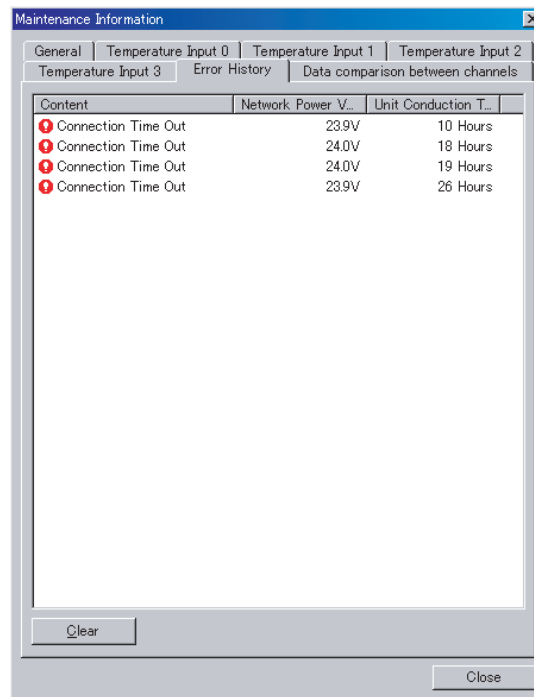 Maintenance Information
General Temperature Input 0 Temperature Input 1 Temperature Input 2
Temperature Input 3 Error History Data comparison between channels
Content Network Power V... Unit Conduction T...
Connection Time Out 23.9V 10 Hours
Connection Time Out 24.0V 18 Hours
Connection Time Out 24.0V 19 Hours
Connection Time Out 23.9V 26 Hours
Clear
Close